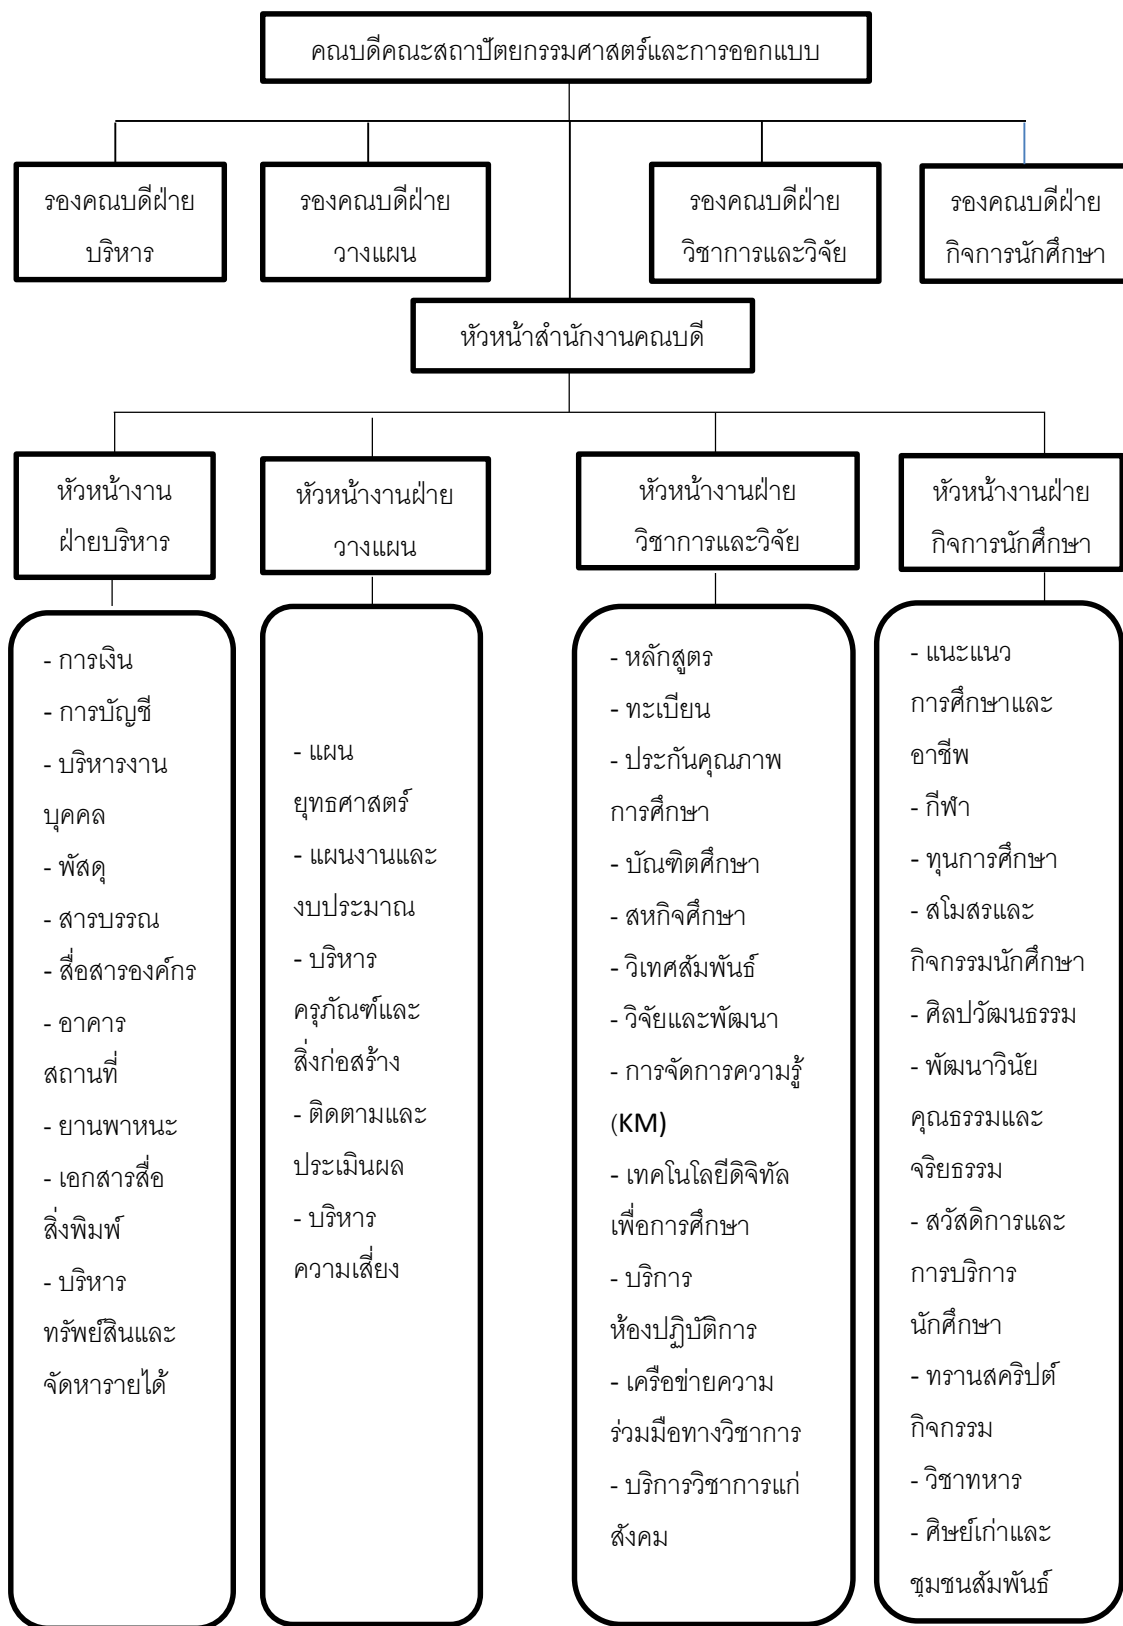 คณบดีคณะสถาปัตยกรรมศาสตร์และการออกแบบ
รองคณบดีฝ่าย
บริหาร
รองคณบดีฝ่าย
วางแผน
รองคณบดีฝ่าย
วิชาการและวิจัย
รองคณบดีฝ่าย
กิจการนักศึกษา
หัวหน้าสำนักงานคณบดี
หัวหน้างาน
ฝ่ายบริหาร
หัวหน้างานฝ่าย
วางแผน
หัวหน้างานฝ่าย
วิชาการและวิจัย
หัวหน้างานฝ่าย
กิจการนักศึกษา
- การเงิน
- การบัญชี
- บริหารงาน
บุคคล
- พัสดุ
- สารบรรณ
- สื่อสารองค์กร
- อาคาร
สถานที่
- ยานพาหนะ
- เอกสารสื่อ
สิ่งพิมพ์
- บริหาร
ทรัพย์สินและ
จัดหารายได้
- แผน
ยุทธศาสตร์
- แผนงานและ
งบประมาณ
- บริหาร
ครุภัณฑ์และ
สิ่งก่อสร้าง
- ติดตามและ
ประเมินผล
- บริหาร
ความเสี่ยง
- หลักสูตร
- ทะเบียน
- ประกันคุณภาพ
การศึกษา
- บัณฑิตศึกษา
- สหกิจศึกษา
- วิเทศสัมพันธ์
- วิจัยและพัฒนา
- การจัดการความรู้
(KM)
- เทคโนโลยีดิจิทัล
เพื่อการศึกษา
- บริการ
ห้องปฏิบัติการ
- เครือข่ายความ
ร่วมมือทางวิชาการ
- บริการวิชาการแก่
สังคม
- แนะแนว
การศึกษาและ
อาชีพ
- กีฬา
- ทุนการศึกษา
- สโมสรและ
กิจกรรมนักศึกษา
- ศิลปวัฒนธรรม
- พัฒนาวินัย
คุณธรรมและ
จริยธรรม
- สวัสดิการและ
การบริการ
นักศึกษา
- ทรานสคริปต์
กิจกรรม
- วิชาทหาร
- ศิษย์เก่าและ
ชุมชนสัมพันธ์